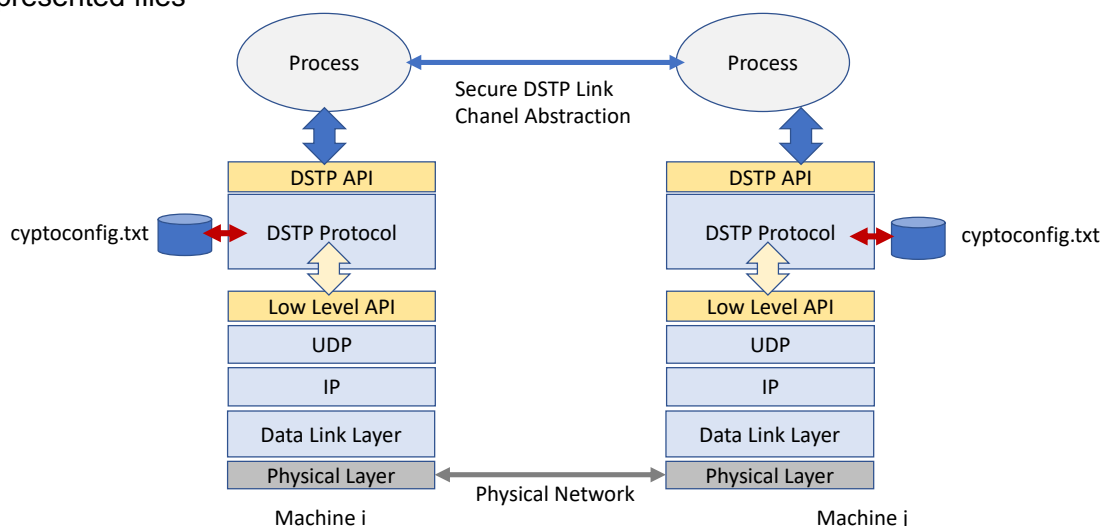 presented files
Process
Process
Secure DSTP Link
Chanel Abstraction
DSTP API
DSTP API
cyptoconfig.txt
DSTP Protocol
DSTP Protocol
cyptoconfig.txt
Low Level API
Low Level API
UDP
UDP
IP
IP
Data Link Layer
Data Link Layer
Physical Layer
Physical Layer
Physical Network
Machine i
Machine j